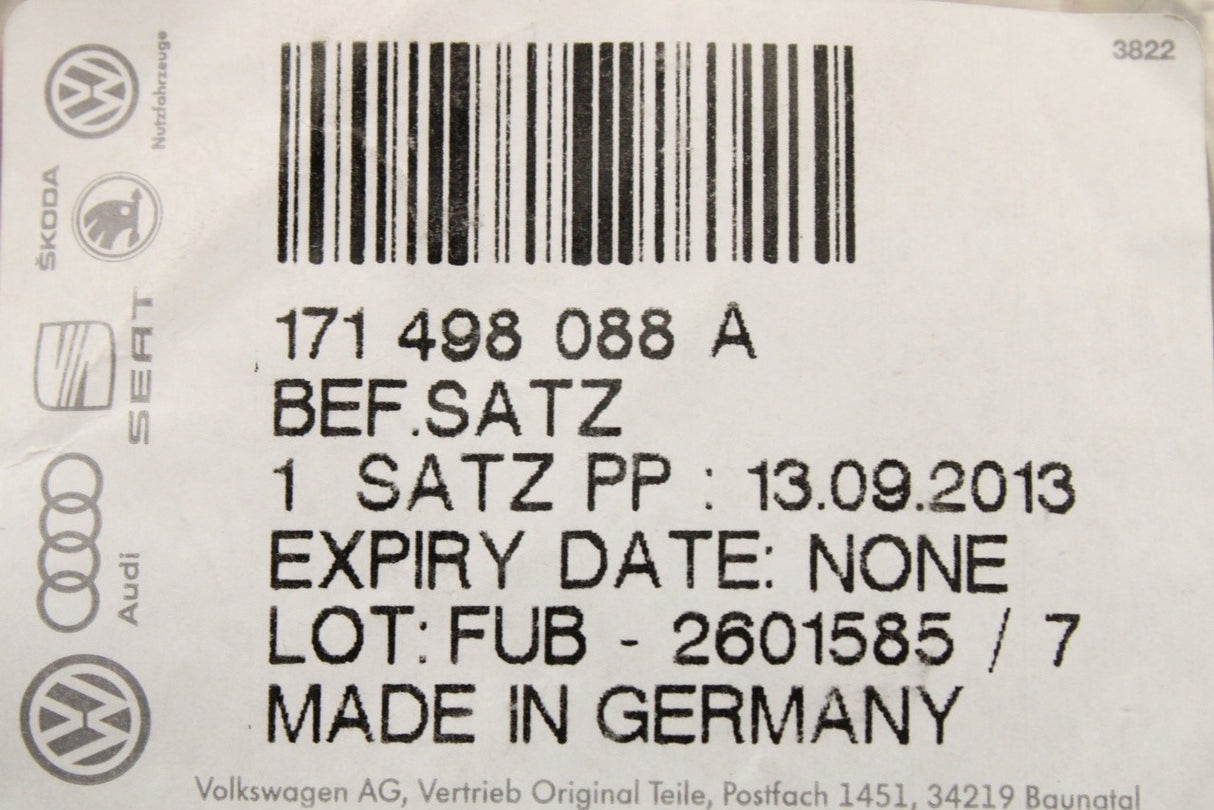 3822
Nutzfahrzeuge
ŠKODA
SEAT
Audi
171 498 088 A
BEF.SATZ
1 SATZ PP : 13.09.2013
EXPIRY DATE: NONE
LOT: FUB - 2601585 / 7
MADE IN GERMANY
Volkswagen AG, Vertrieb Original Teile, Postfach 1451, 34219 Baunatal